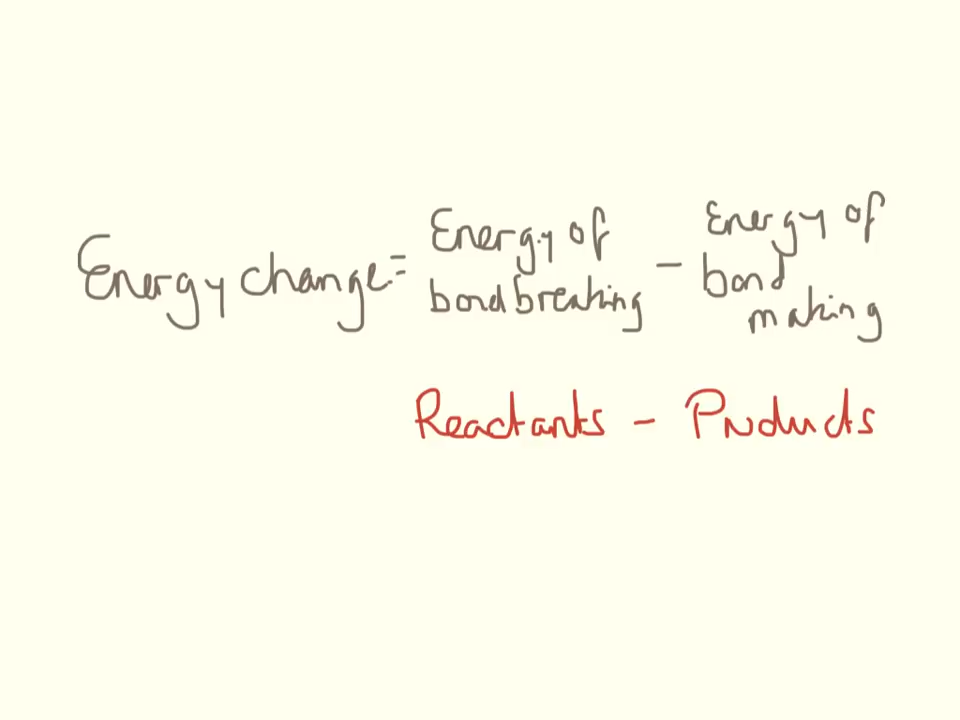 Energy change = Energy of bond breaking - Energy of bond making
Reactants - Products